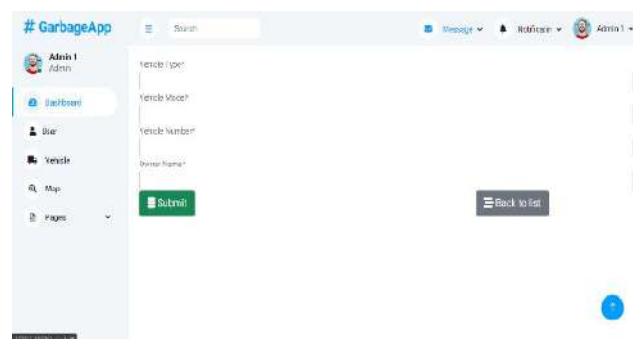 # GarbageApp
Search
Message
Notification
Admin 1
Admin 1
Admin
Dashboard
User
Vehicle
Map
Pages
Vehicle Type*
Vehicle Model*
Vehicle Number*
Owner Name*
Submit
Back to list